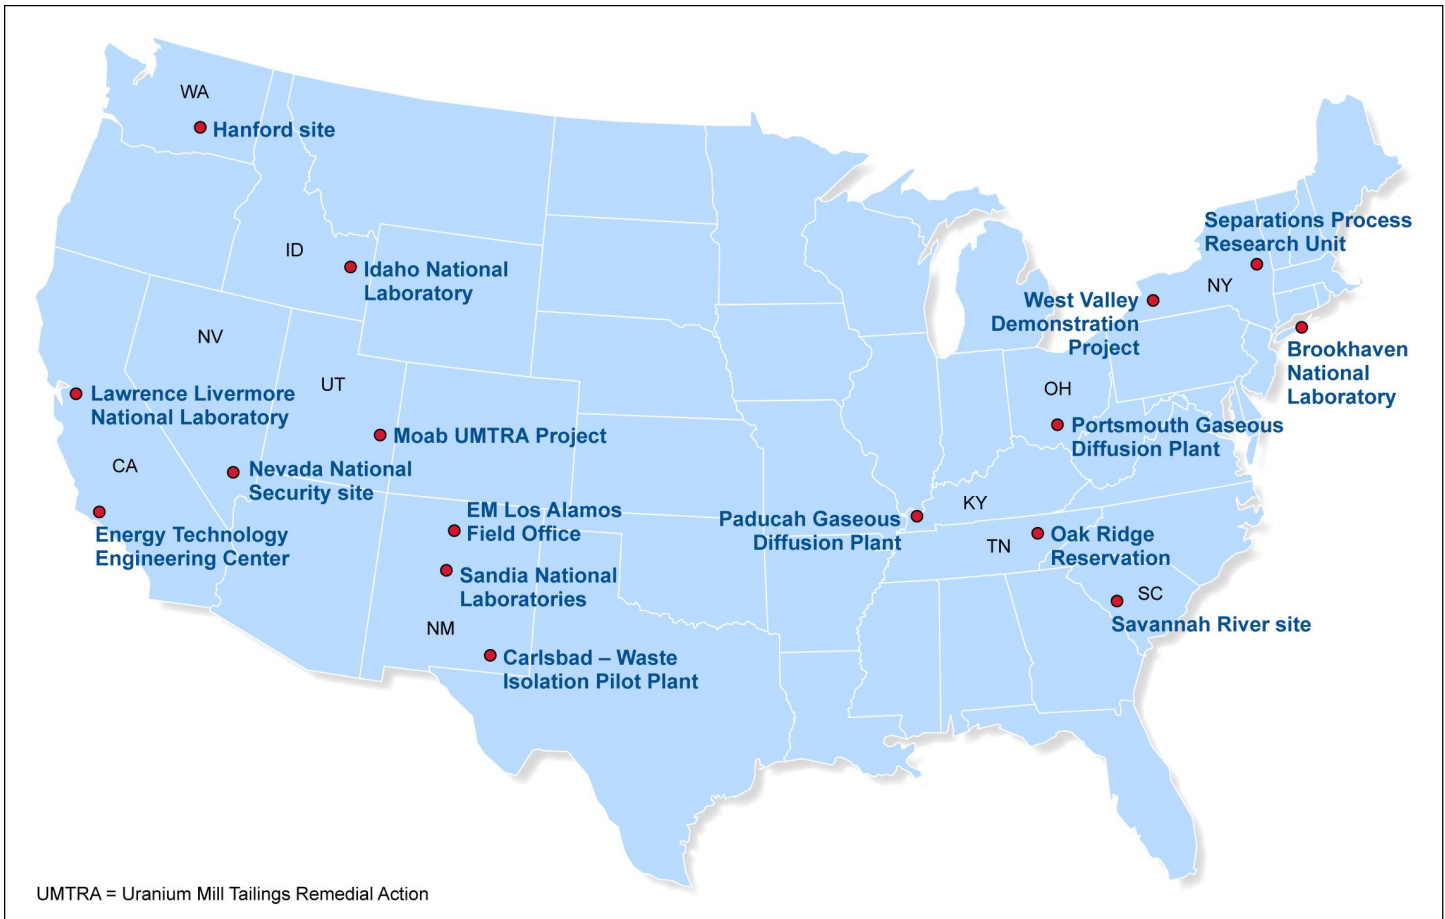 WA
Hanford site
ID
Idaho National
Laboratory
NV
UT
Lawrence Livermore
National Laboratory
Moab UMTRA Project
CA
Nevada National
Security site
Energy Technology
Engineering Center
EM Los Alamos
Field Office
Sandia National
Laboratories
NM
Carlsbad – Waste
Isolation Pilot Plant
Separations Process
Research Unit
NY
West Valley
Demonstration
Project
Brookhaven
National
Laboratory
OH
Portsmouth Gaseous
Diffusion Plant
KY
Paducah Gaseous
Diffusion Plant
TN
Oak Ridge
Reservation
SC
Savannah River site
UMTRA = Uranium Mill Tailings Remedial Action